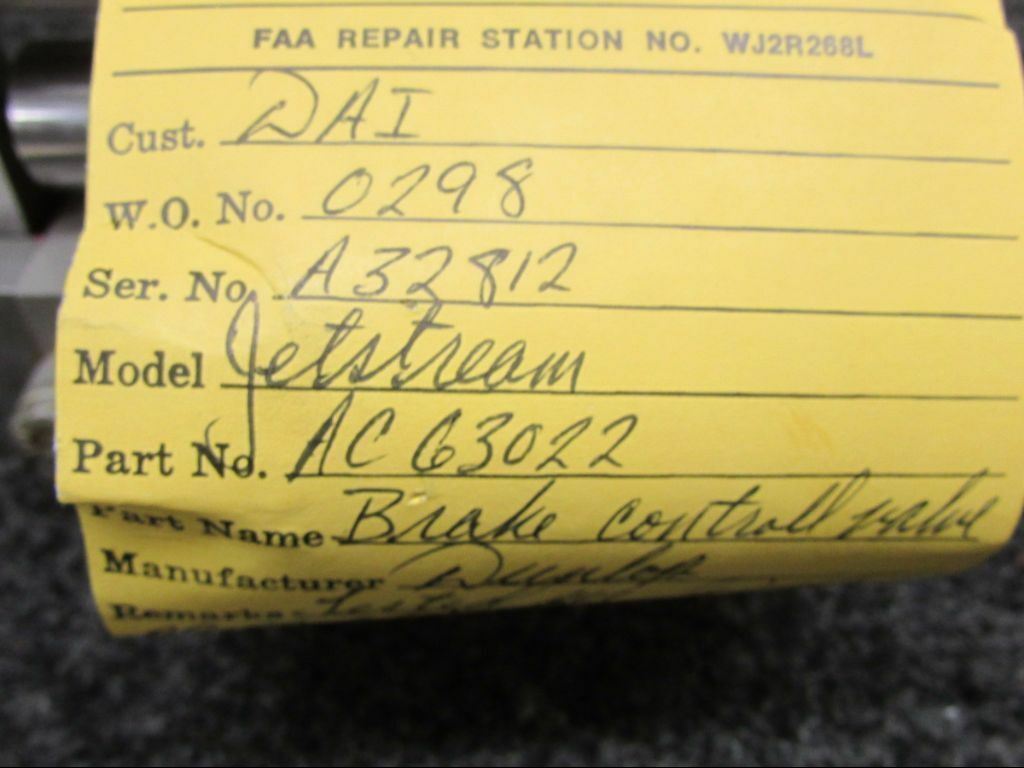 FAA REPAIR STATION NO. WJ2R268L
Cust. DAI
W.O. No. 0298
Ser. No. A32812
Model Jetstream
Part No. AC63022
Part Name Brake controll valve
Manufacturer Dunlop
Remarks